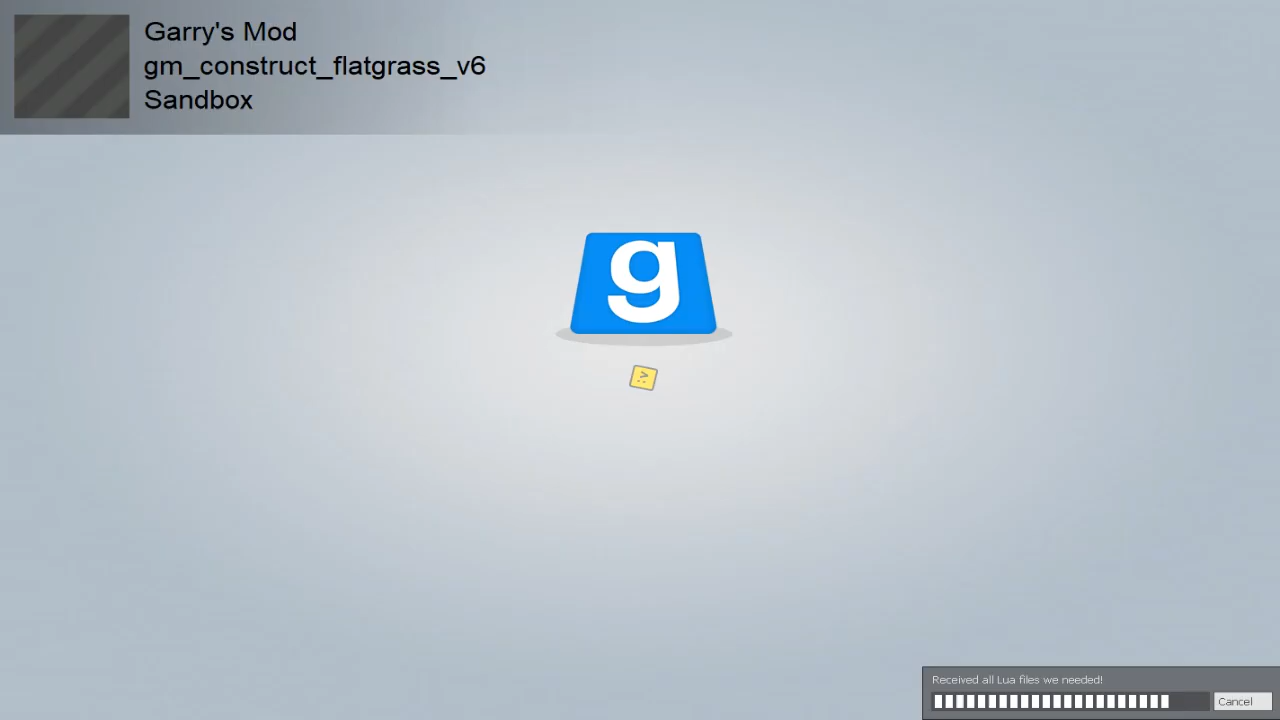 Garry's Mod
gm_construct_flatgrass_v6
Sandbox
g
Received all Lua files we needed!
Cancel